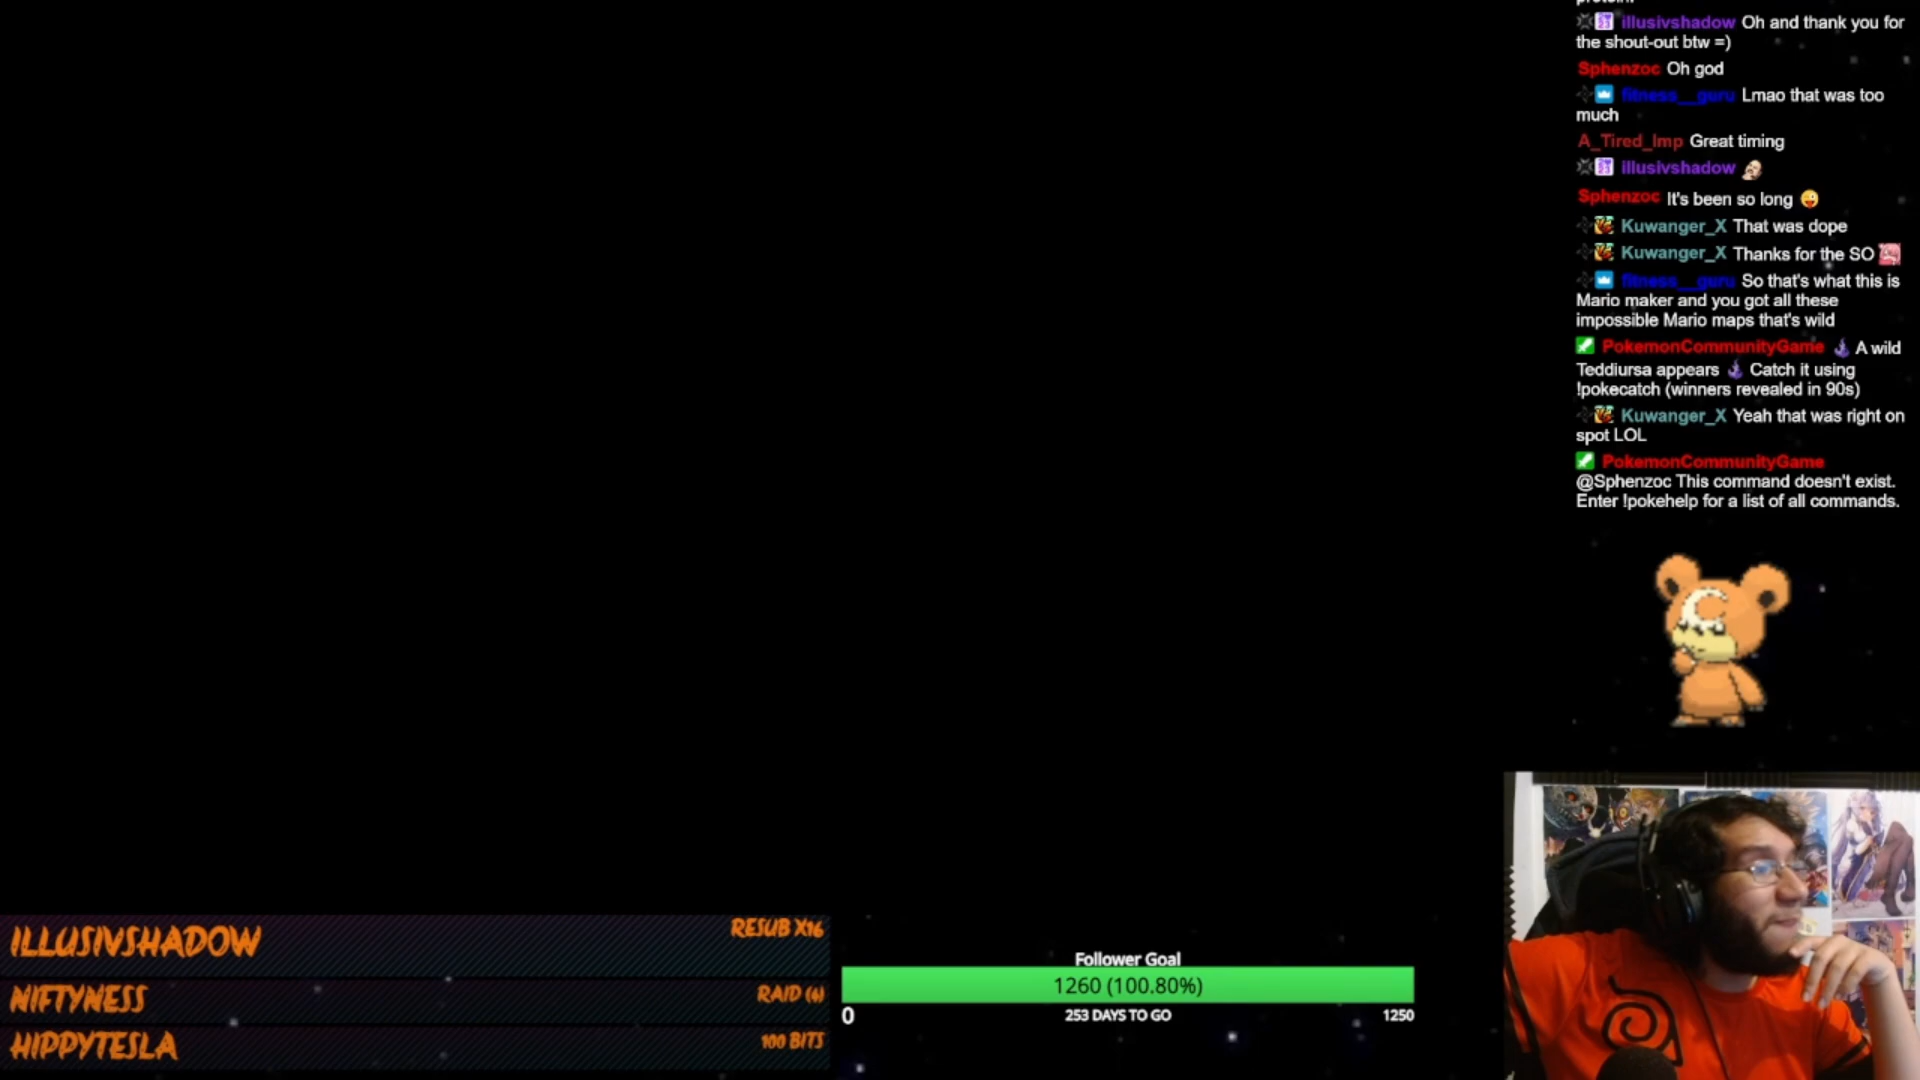 illusivshadow Oh and thank you for
the shout-out btw =)
Sphenzoc Oh god
fitness__guru Lmao that was too
much
A_Tired_Imp Great timing
illusivshadow
Sphenzoc It's been so long 😜
Kuwanger_X That was dope
Kuwanger_X Thanks for the SO
fitness__guru So that's what this is
Mario maker and you got all these
impossible Mario maps that's wild
PokemonCommunityGame A wild
Teddiursa appears Catch it using
!pokecatch (winners revealed in 90s)
Kuwanger_X Yeah that was right on
spot LOL
PokemonCommunityGame
@Sphenzoc This command doesn't exist.
Enter !pokehelp for a list of all commands.
ILLUSIVSHADOW RESUB X16
NIFTYNESS RAID (4)
HIPPYTESLA 100 BITS
Follower Goal
1260 (100.80%)
0 253 DAYS TO GO 1250